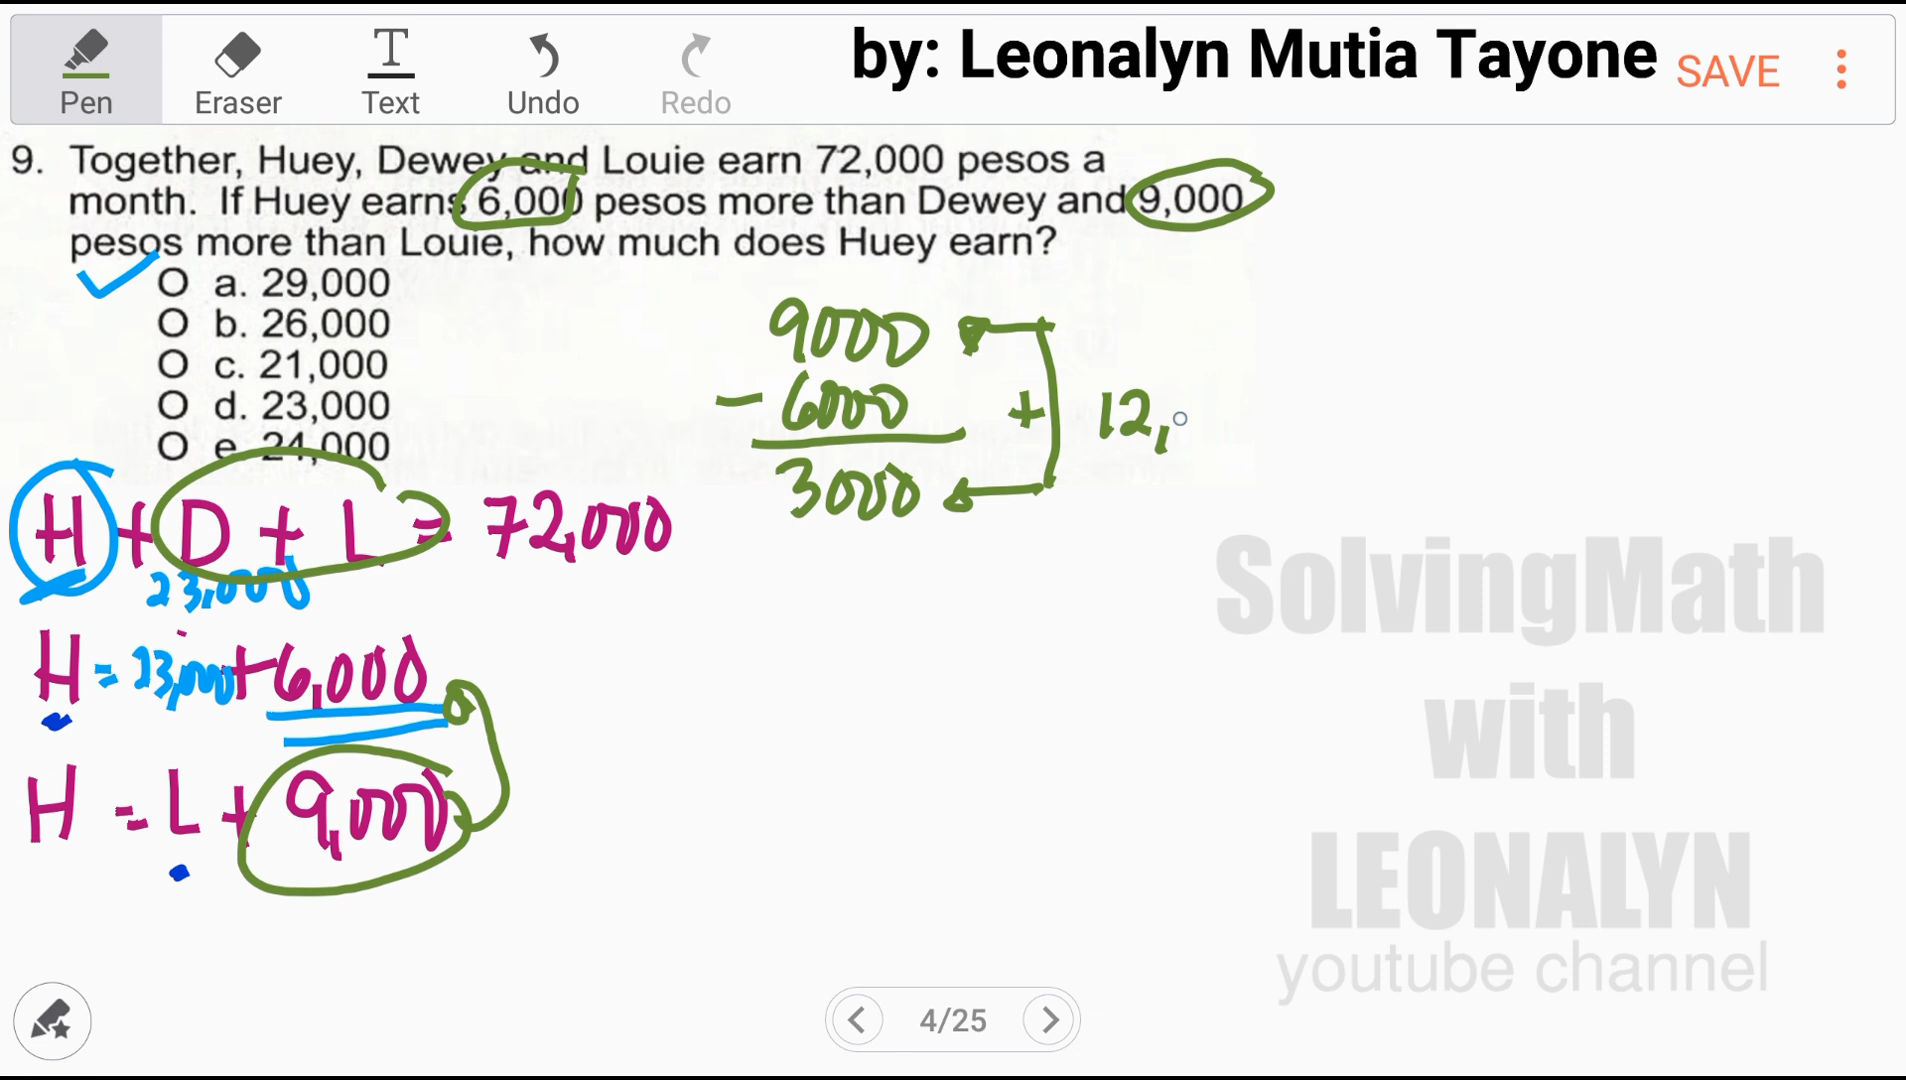 Pen
Eraser
Text
Undo
Redo
by: Leonalyn Mutia Tayone
SAVE
9. Together, Huey, Dewey and Louie earn 72,000 pesos a
month. If Huey earns 6,000 pesos more than Dewey and 9,000
pesos more than Louie, how much does Huey earn?
O a. 29,000
O b. 26,000
O c. 21,000
O d. 23,000
O e. 24,000
9000
- 6000
3000
+ 12,
H + D + L = 72,000
23,000
H = 23,000 + 6,000
H = L + 9,000
SolvingMath
with
LEONALYN
youtube channel
4/25